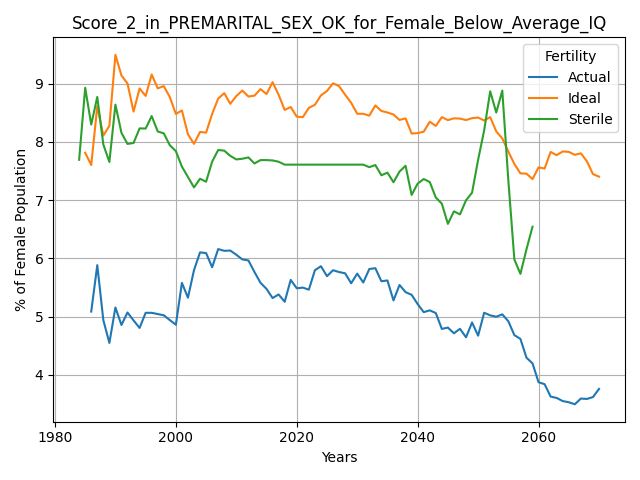 Score_2_in_PREMARITAL_SEX_OK_for_Female_Below_Average_IQ
% of Female Population
9
8
7
6
5
4
Fertility
Actual
Ideal
Sterile
1980 2000 2020 2040 2060
Years